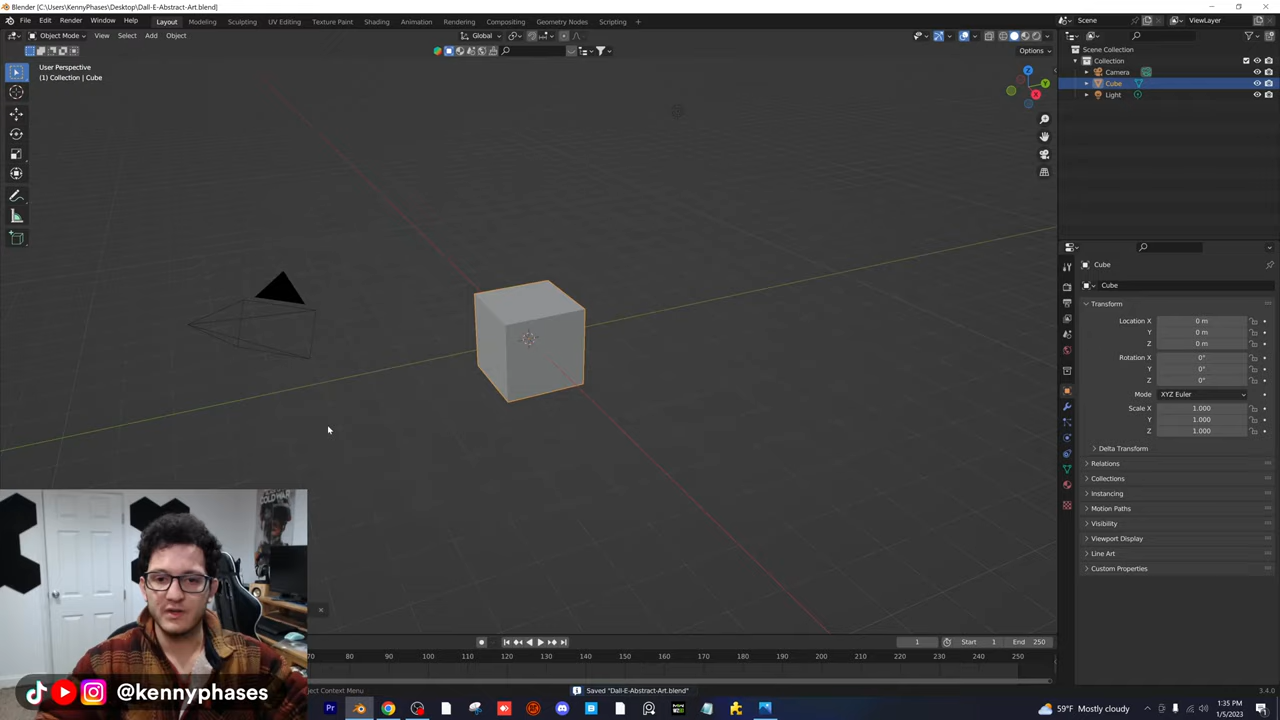 Blender [C:\Users\KennyPhases\Desktop\Dall-E-Abstract-Art.blend]
File Edit Render Window Help Layout Modeling Sculpting UV Editing Texture Paint Shading Animation Rendering Compositing Geometry Nodes Scripting Scene ViewLayer
Object Mode View Select Add Object Global
Options
User Perspective
(1) Collection | Cube
Z
Y
X
Scene Collection
Collection
Camera
Cube
Light
Cube
Cube
Transform
Location X 0 m
Y 0 m
Z 0 m
Rotation X 0°
Y 0°
Z 0°
Mode XYZ Euler
Scale X 1.000
Y 1.000
Z 1.000
Delta Transform
Relations
Collections
Instancing
Motion Paths
Visibility
Viewport Display
Line Art
Custom Properties
COLD WAR
1 Start 1 End 250
70 80 90 100 110 120 130 140 150 160 170 180 190 200 210 220 230 240 250
@kennyphases
Object Context Menu
Saved "Dall-E-Abstract-Art.blend"
3.4.0
Pr
59°F Mostly cloudy
1:35 PM
1/5/2023